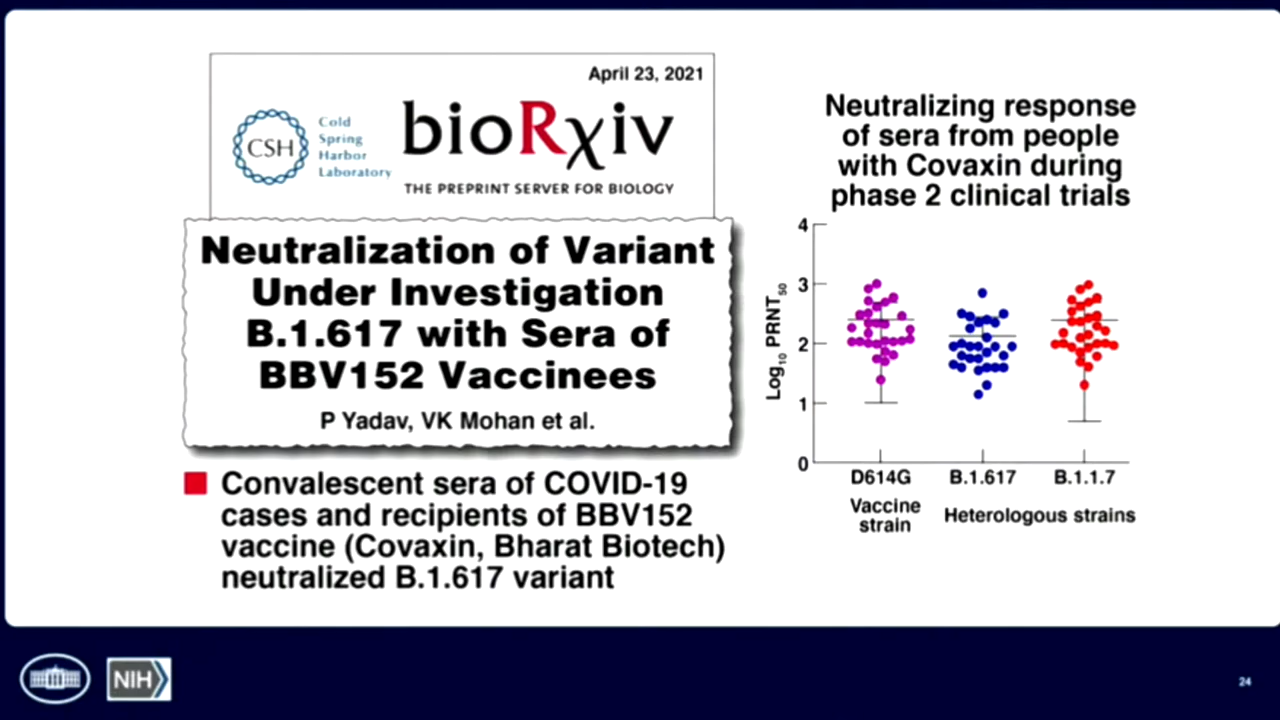 April 23, 2021
CSH
Cold
Spring
Harbor
Laboratory
bioRχiv
THE PREPRINT SERVER FOR BIOLOGY
Neutralization of Variant
Under Investigation
B.1.617 with Sera of
BBV152 Vaccinees
P Yadav, VK Mohan et al.
Convalescent sera of COVID-19
cases and recipients of BBV152
vaccine (Covaxin, Bharat Biotech)
neutralized B.1.617 variant
Neutralizing response
of sera from people
with Covaxin during
phase 2 clinical trials
Log10 PRNT50
4
3
2
1
0
D614G B.1.617 B.1.1.7
Vaccine
strain
Heterologous strains
NIH
24